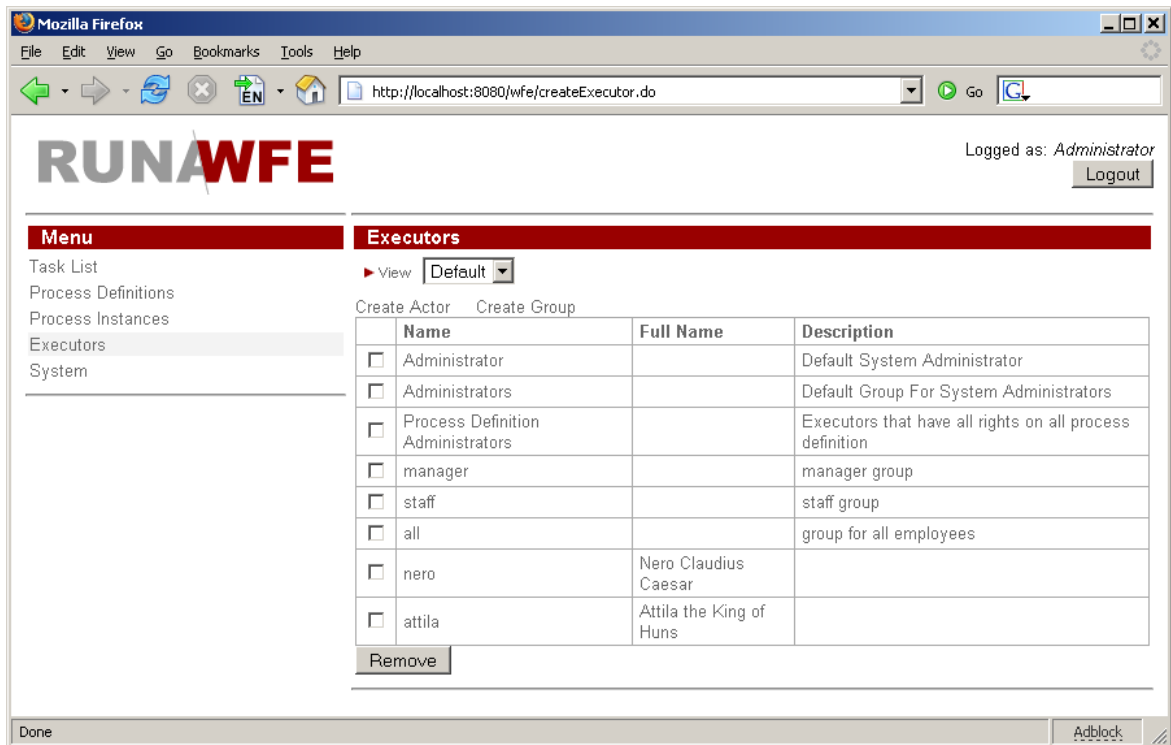 Mozilla Firefox
File Edit View Go Bookmarks Tools Help
EN http://localhost:8080/wfe/createExecutor.do Go G
RUNAWFE
Logged as: Administrator
Logout
Menu
Task List
Process Definitions
Process Instances
Executors
System
Executors
View Default
Create Actor Create Group
Name Full Name Description
Administrator Default System Administrator
Administrators Default Group For System Administrators
Process Definition Executors that have all rights on all process
Administrators definition
manager manager group
staff staff group
all group for all employees
nero Nero Claudius
Caesar
attila Attila the King of
Huns
Remove
Done Adblock